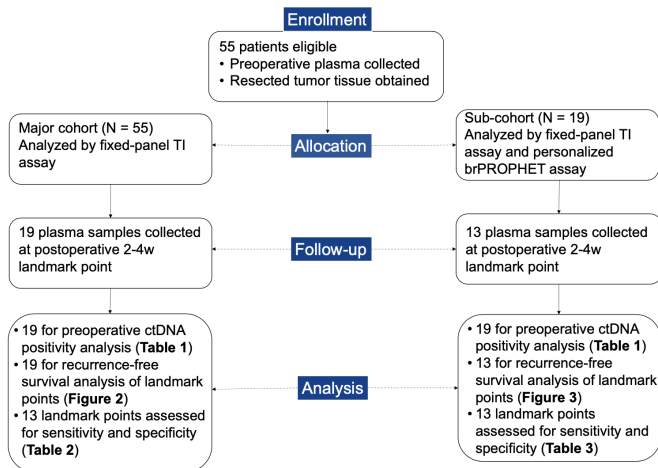 Enrollment
55 patients eligible
• Preoperative plasma collected
• Resected tumor tissue obtained
Major cohort (N = 55)
Analyzed by fixed-panel TI
assay
Allocation
Sub-cohort (N = 19)
Analyzed by fixed-panel TI
assay and personalized
brPROPHET assay
19 plasma samples collected
at postoperative 2-4w
landmark point
Follow-up
13 plasma samples collected
at postoperative 2-4w
landmark point
• 19 for preoperative ctDNA
positivity analysis (Table 1)
• 19 for recurrence-free
survival analysis of landmark
points (Figure 2)
• 13 landmark points assessed
for sensitivity and specificity
(Table 2)
Analysis
• 19 for preoperative ctDNA
positivity analysis (Table 1)
• 13 for recurrence-free
survival analysis of landmark
points (Figure 3)
• 13 landmark points
assessed for sensitivity and
specificity (Table 3)